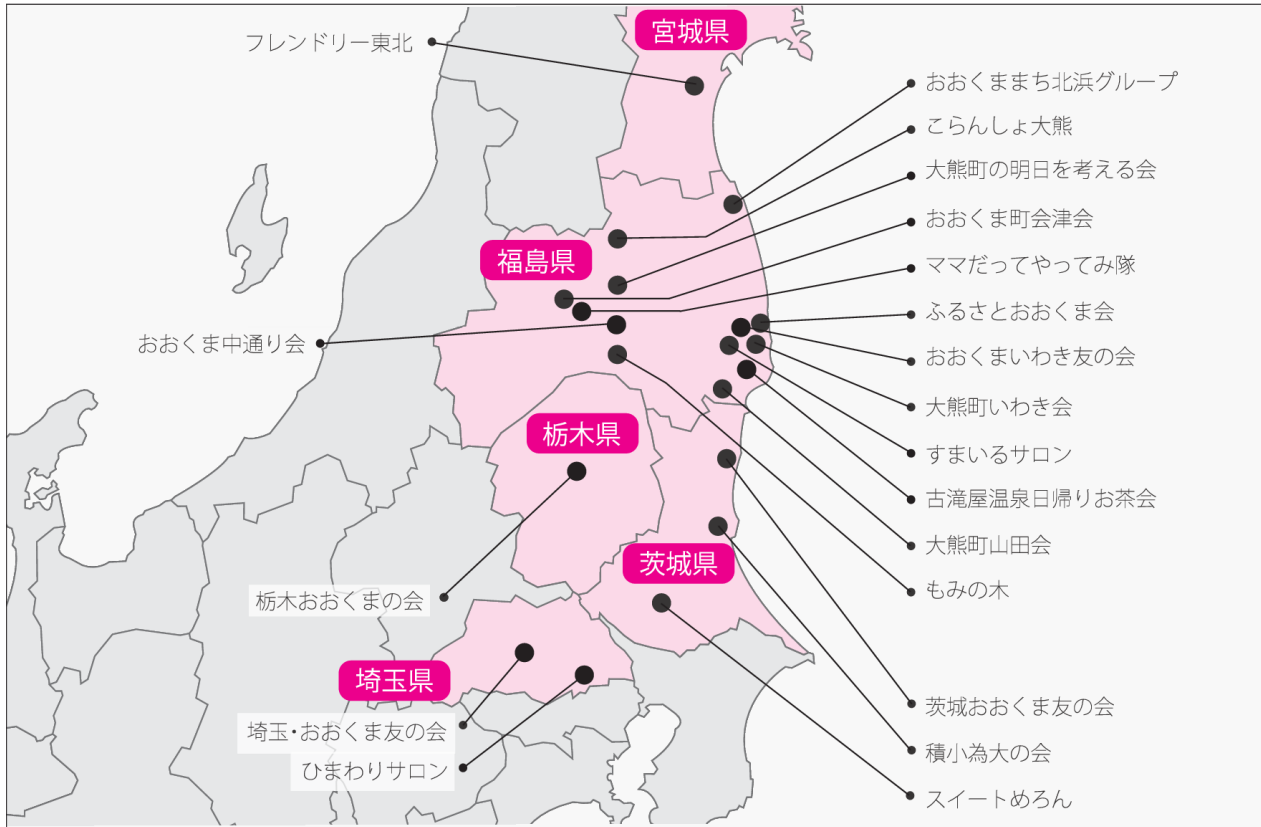 宮城県
フレンドリー東北
おおくままち北浜グループ
こらんしょ大熊
大熊町の明日を考える会
おおくま町会津会
福島県
ママだってやってみ隊
ふるさとおおくま会
おおくま中通り会
おおくまいわき友の会
大熊町いわき会
栃木県
すまいるサロン
古滝屋温泉日帰りお茶会
大熊町山田会
茨城県
もみの木
栃木おおくまの会
埼玉県
茨城おおくま友の会
埼玉・おおくま友の会
積小為大の会
ひまわりサロン
スイートめろん